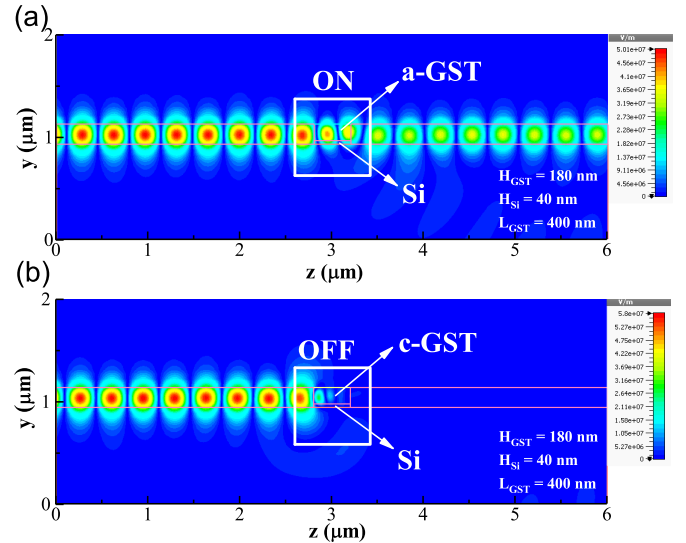 (a)
2
1
0
y (μm)
ON
a-GST
Si
H_GST = 180 nm
H_Si = 40 nm
L_GST = 400 nm
0 1 2 3 4 5 6
z (μm)
V/m
5.01e+07
4.56e+07
4.1e+07
3.65e+07
3.19e+07
2.73e+07
2.28e+07
1.82e+07
1.37e+07
9.11e+06
4.56e+06
0
(b)
2
1
0
y (μm)
OFF
c-GST
Si
H_GST = 180 nm
H_Si = 40 nm
L_GST = 400 nm
0 1 2 3 4 5 6
z (μm)
V/m
5.8e+07
5.27e+07
4.75e+07
4.22e+07
3.69e+07
3.16e+07
2.64e+07
2.11e+07
1.58e+07
1.05e+07
5.27e+06
0